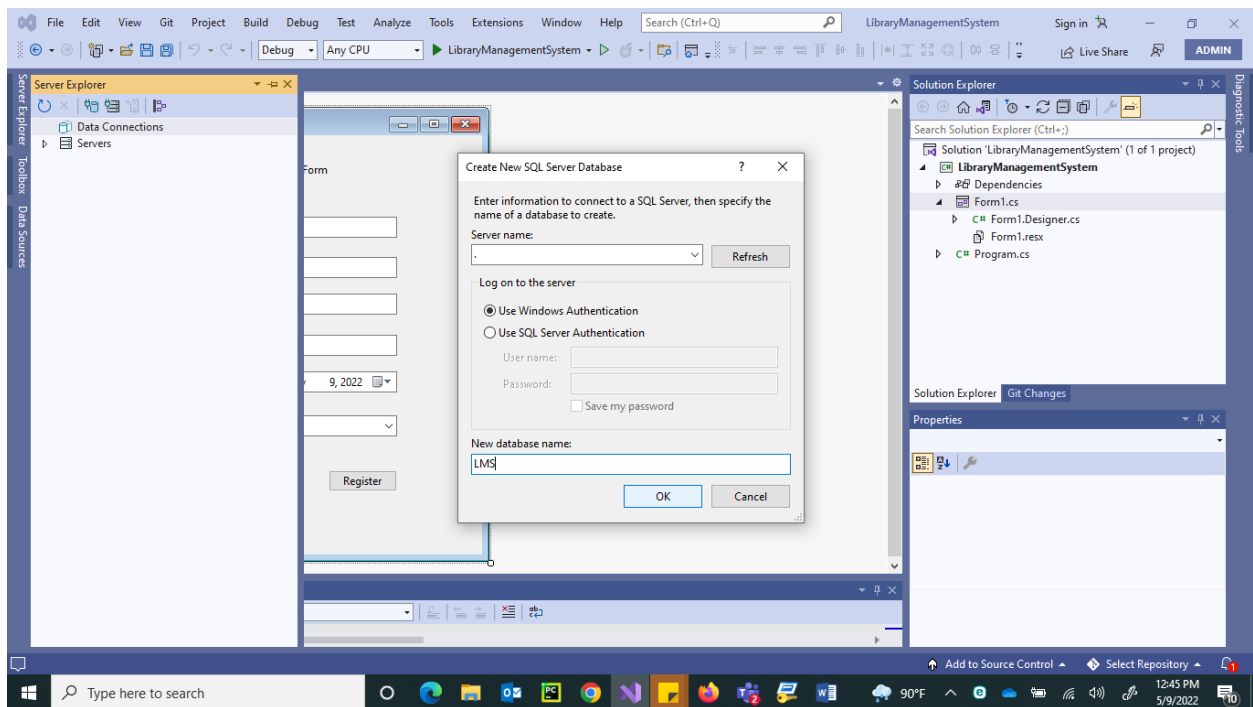 File Edit View Git Project Build Debug Test Analyze Tools Extensions Window Help Search (Ctrl+Q) LibraryManagementSystem Sign in
Debug Any CPU LibraryManagementSystem Live Share ADMIN
Server Explorer
Toolbox
Data Sources
Server Explorer
Data Connections
Servers
Form
9, 2022
Register
Create New SQL Server Database ?
Enter information to connect to a SQL Server, then specify the
name of a database to create.
Server name:
.
Refresh
Log on to the server
Use Windows Authentication
Use SQL Server Authentication
User name:
Password:
Save my password
New database name:
LMS
OK Cancel
Solution Explorer
Search Solution Explorer (Ctrl+;)
Solution 'LibraryManagementSystem' (1 of 1 project)
C# LibraryManagementSystem
Dependencies
Form1.cs
C# Form1.Designer.cs
Form1.resx
C# Program.cs
Solution Explorer Git Changes
Properties
Diagnostic Tools
Add to Source Control Select Repository 1
Type here to search
PC
2
90°F
12:45 PM
5/9/2022
10